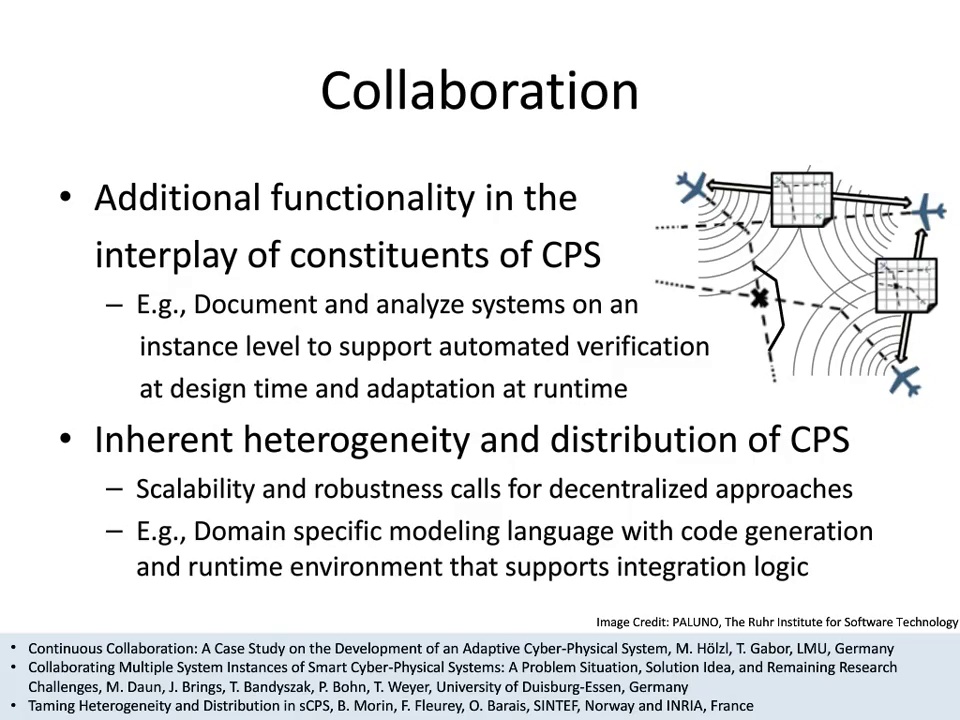 Collaboration
• Additional functionality in the
interplay of constituents of CPS
– E.g., Document and analyze systems on an
instance level to support automated verification
at design time and adaptation at runtime
• Inherent heterogeneity and distribution of CPS
– Scalability and robustness calls for decentralized approaches
– E.g., Domain specific modeling language with code generation
and runtime environment that supports integration logic
Image Credit: PALUNO, The Ruhr Institute for Software Technology
• Continuous Collaboration: A Case Study on the Development of an Adaptive Cyber-Physical System, M. Hölzl, T. Gabor, LMU, Germany
• Collaborating Multiple System Instances of Smart Cyber-Physical Systems: A Problem Situation, Solution Idea, and Remaining Research
Challenges, M. Daun, J. Brings, T. Bandyszak, P. Bohn, T. Weyer, University of Duisburg-Essen, Germany
• Taming Heterogeneity and Distribution in sCPS, B. Morin, F. Fleurey, O. Barais, SINTEF, Norway and INRIA, France